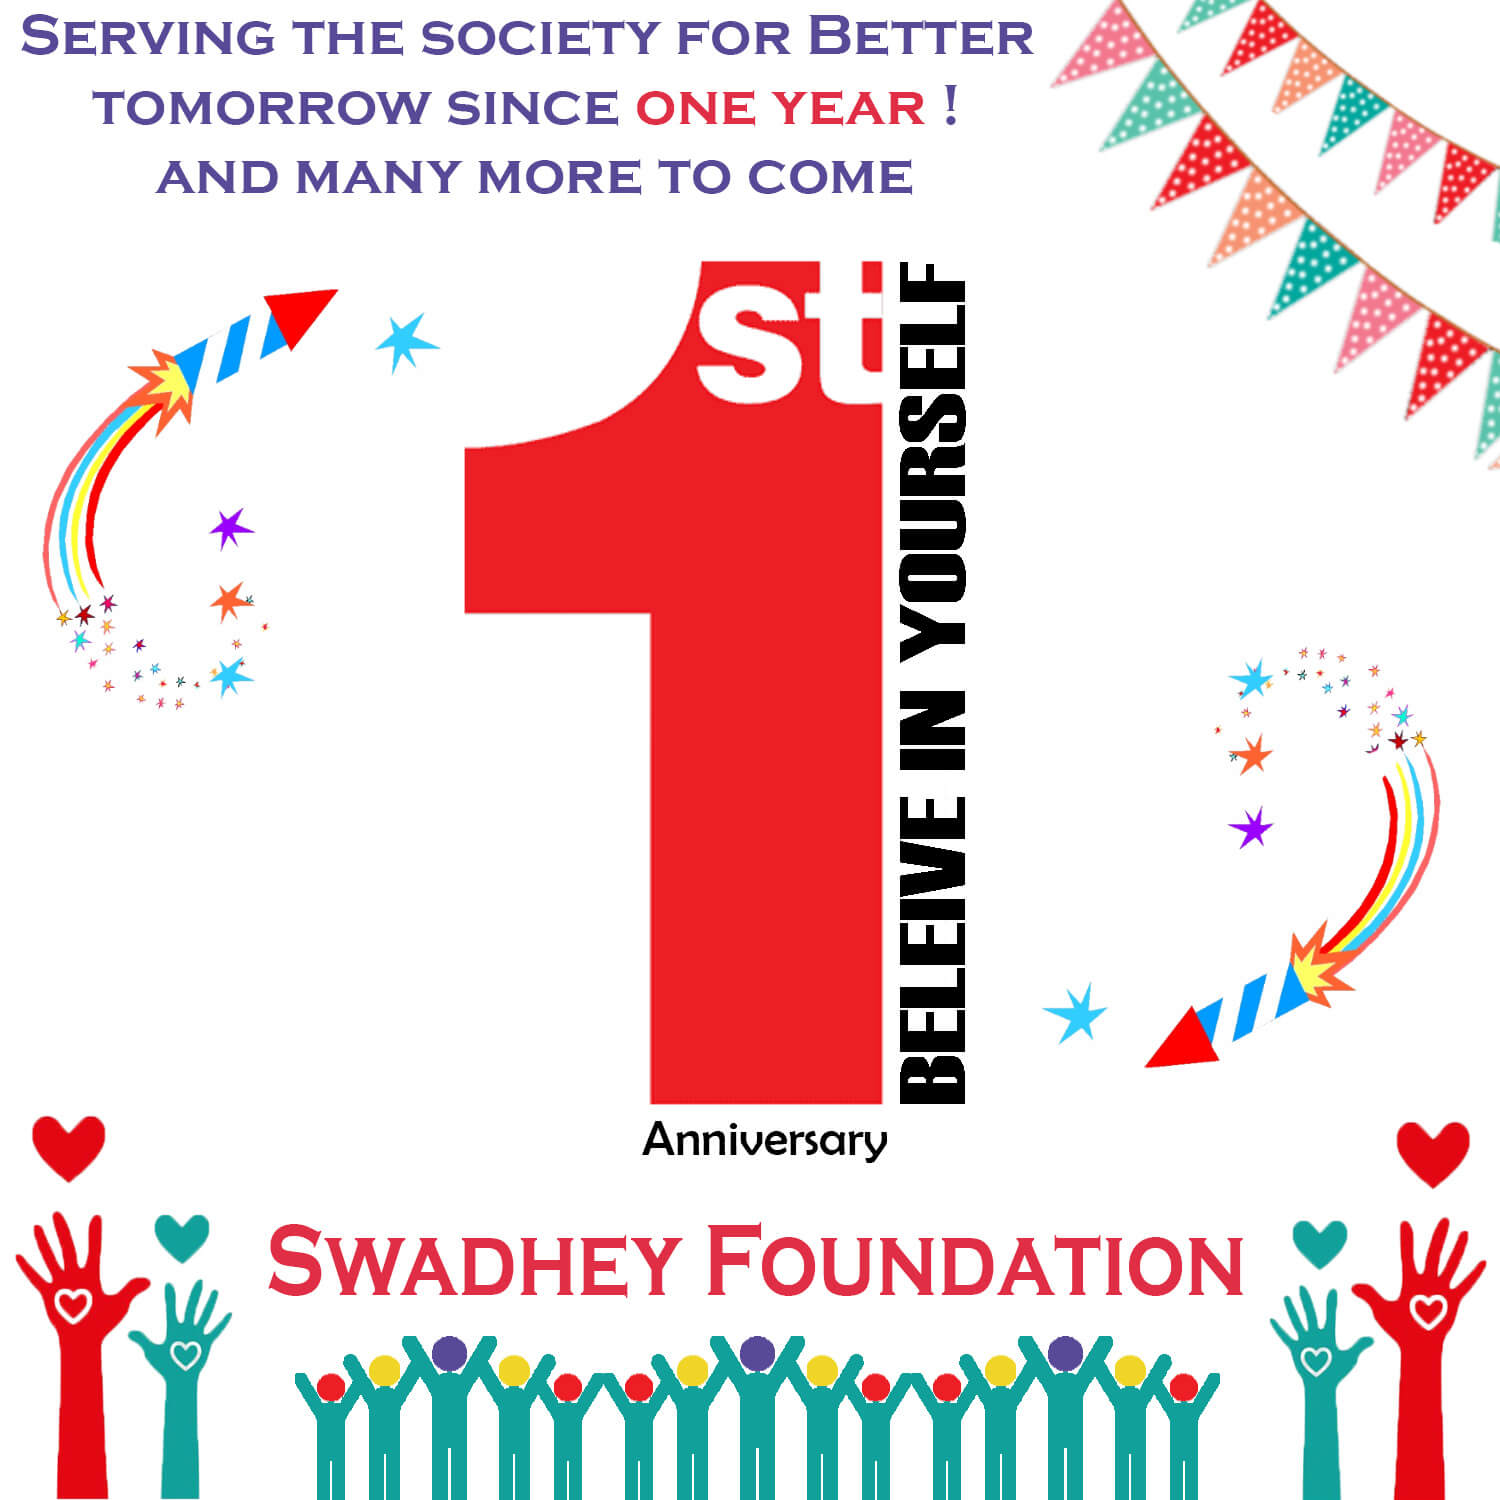 Serving the society for Better
tomorrow since one year !
and many more to come
1st
BELEIVE IN YOURSELF
Anniversary
Swadhey Foundation